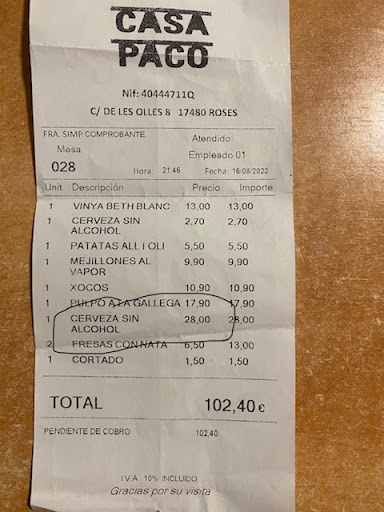 CASA
PACO
Nif: 40444711Q
C/ DE LES OLLES 8 17480 ROSES
FRA. SIMP COMPROBANTE
Atendido:
Mesa:
Empleado 01
028
Hora: 21:46 Fecha: 16/08/2022
Unit Descripción Precio Importe
1 VINYA BETH BLANC 13,00 13,00
1 CERVEZA SIN 2,70 2,70
ALCOHOL
1 PATATAS ALL I OLI 5,50 5,50
1 MEJILLONES AL 9,90 9,90
VAPOR
1 XOCOS 10,90 10,90
1 PULPO A LA GALLEGA 17,90 17,90
1 CERVEZA SIN 28,00 28,00
ALCOHOL
2 FRESAS CON NATA 6,50 13,00
1 CORTADO 1,50 1,50
TOTAL 102,40 €
PENDIENTE DE COBRO 102,40
I.V.A 10% INCLUIDO
Gracias por su visita